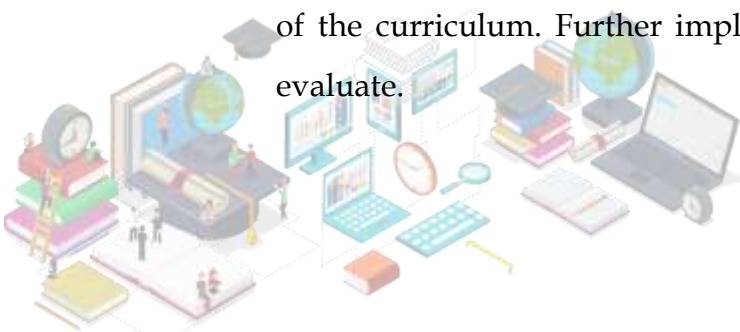 of the curriculum. Further impl
evaluate.